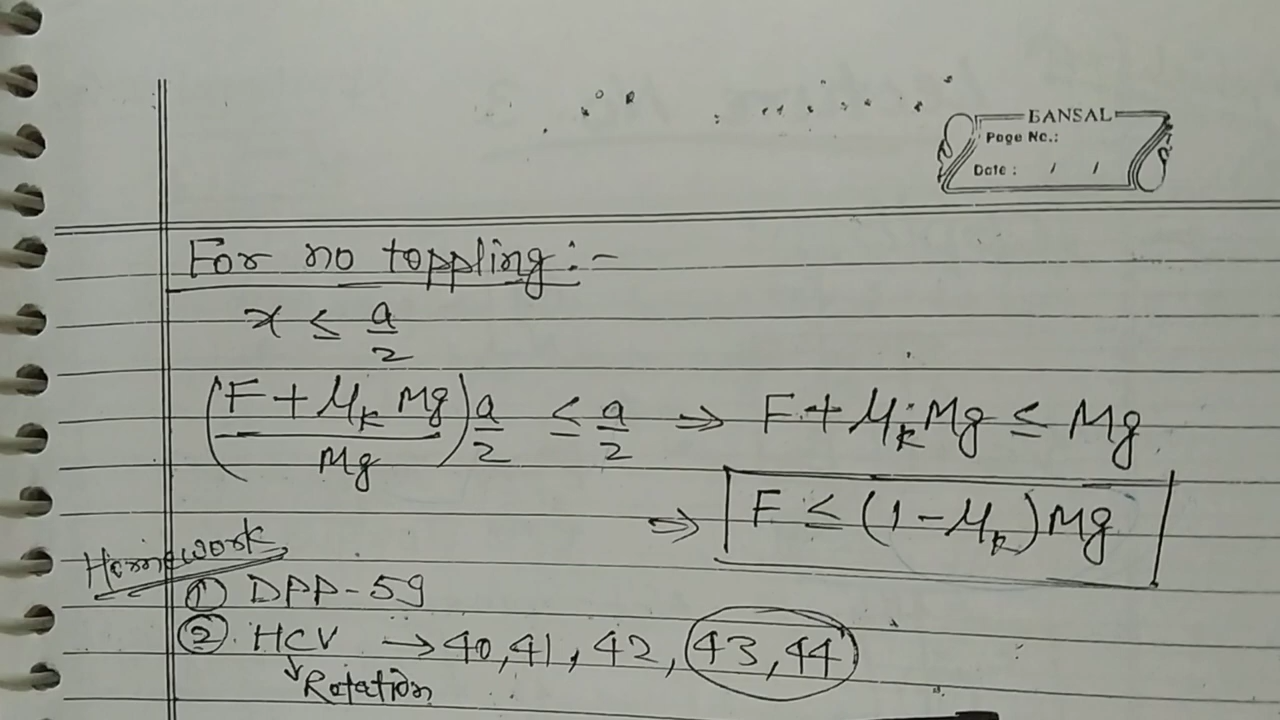 BANSAL
Page No.:
Date : / /
For no toppling :-
x ≤ a/2
((F + μₖ Mg)/Mg) a/2 ≤ a/2 ⇒ F + μₖ Mg ≤ Mg
⇒ F ≤ (1 - μₖ) Mg
Homework
① DPP-59
② HCV → 40, 41, 42, 43, 44
↓ Rotation